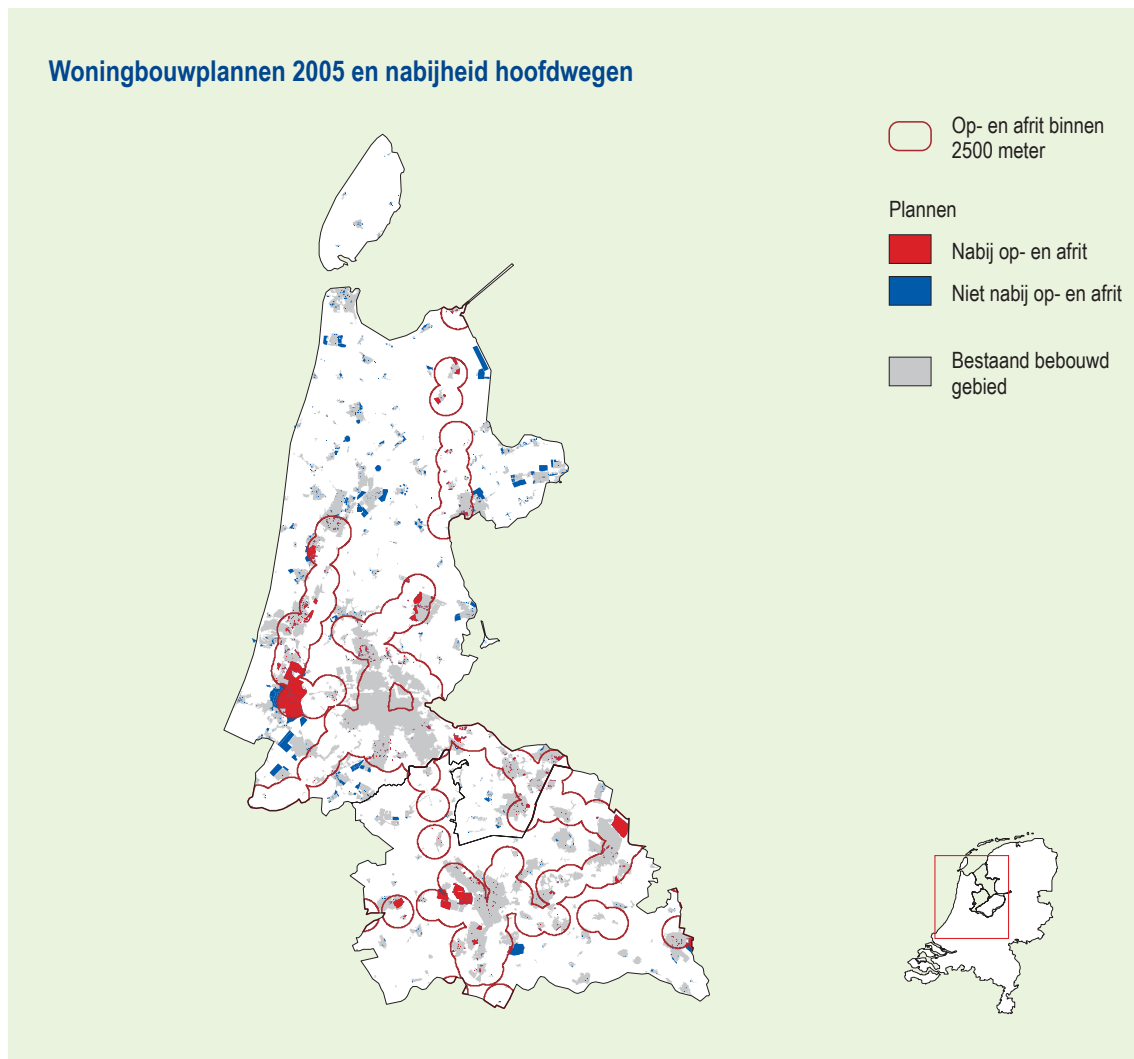 Woningbouwplannen 2005 en nabijheid hoofdwegen
Op- en afrit binnen
2500 meter
Plannen
Nabij op- en afrit
Niet nabij op- en afrit
Bestaand bebouwd
gebied